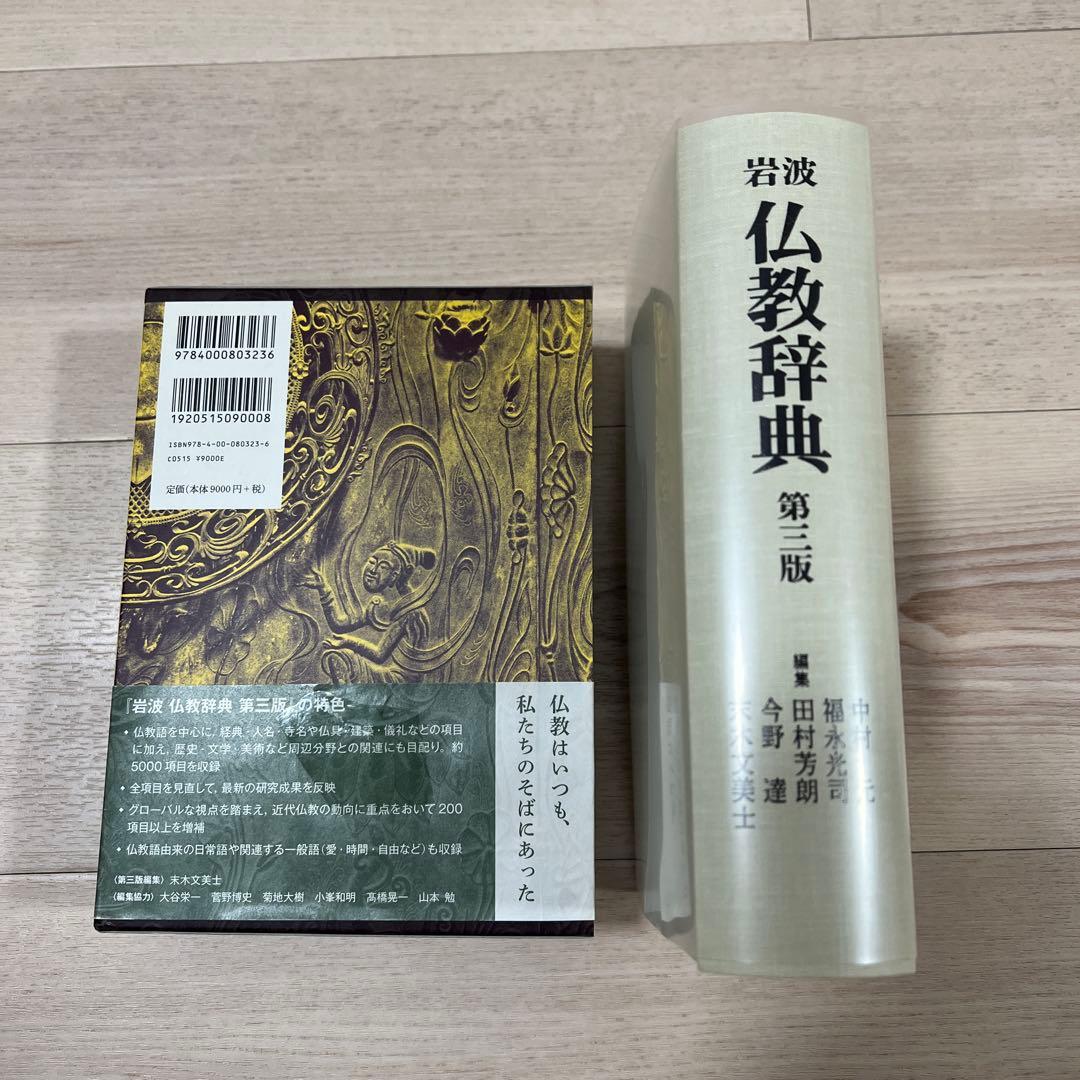 9784000803236
1920515090008
ISBN978-4-00-080323-6
C0515 ¥9000E
定価(本体9000円+税)
『岩波 仏教辞典 第三版』の特色
• 仏教語を中心に，経典・人名・寺名や仏具・建築・儀礼などの項目
に加え，歴史・文学・美術など周辺分野との関連にも目配り。約
5000項目を収録
• 全項目を見直して，最新の研究成果を反映
• グローバルな視点を踏まえ，近代仏教の動向に重点をおいて200
項目以上を増補
• 仏教語由来の日常語や関連する一般語(愛・時間・自由など)も収録
〈第三版編集〉 末木文美士
〈編集協力〉 大谷栄一 菅野博史 菊地大樹 小峯和明 髙橋晃一 山本 勉
仏教はいつも、
私たちのそばにあった
岩波
仏教辞典
第三版
編集
中村 元
福永光司
田村芳朗
今野 達
末木文美士